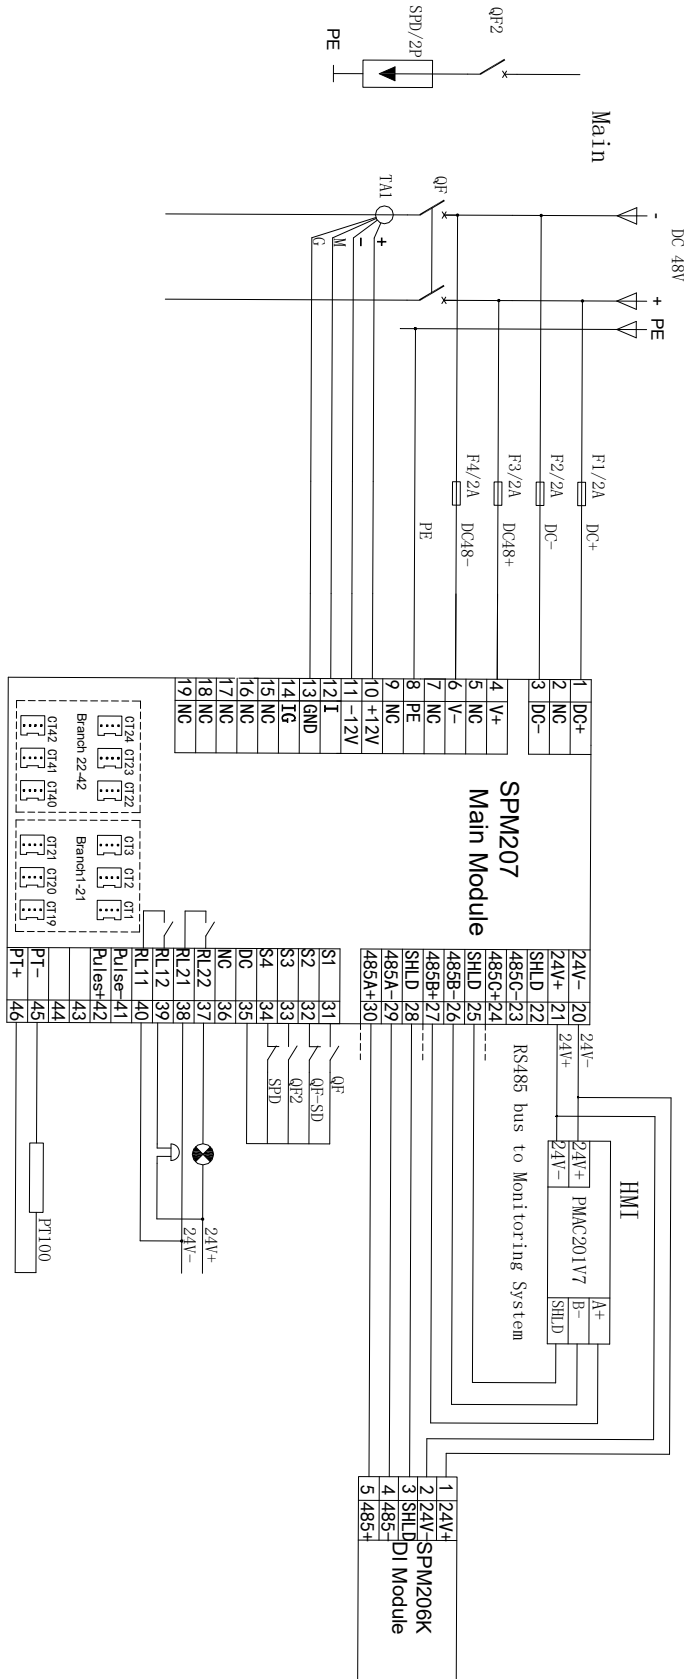 QF2
SPD/2P
PE
Main
DC 48V
-
+
PE
QF
TA1
+
-
M
G
F1/2A DC+
F2/2A DC-
F3/2A DC48+
F4/2A DC48-
PE
SPM207
Main Module
1 DC+
2 NC
3 DC-
4 V+
5 NC
6 V-
7 NC
8 PE
9 NC
10 +12V
11 -12V
12 I
13 GND
14 IG
15 NC
16 NC
17 NC
18 NC
19 NC
CT24 CT23 CT22
Branch 22-42
CT42 CT41 CT40
CT3 CT2 CT1
Branch1-21
CT21 CT20 CT19
24V- 20
24V+ 21
SHLD 22
485C- 23
485C+ 24
SHLD 25
485B- 26
485B+ 27
SHLD 28
485A- 29
485A+ 30
S1 31
S2 32
S3 33
S4 34
DC 35
NC 36
RL22 37
RL21 38
RL12 39
RL11 40
Pulse- 41
Pules+ 42
43
44
PT- 45
PT+ 46
24V-
24V+
HMI
24V+
24V-
PMAC201V7
A+
B-
SHLD
RS485 bus to Monitoring System
QF
QF-SD
QF2
SPD
24V+
24V-
PT100
1 24V+
2 24V-
3 SHLD
4 485-
5 485+
SPM206K
DI Module